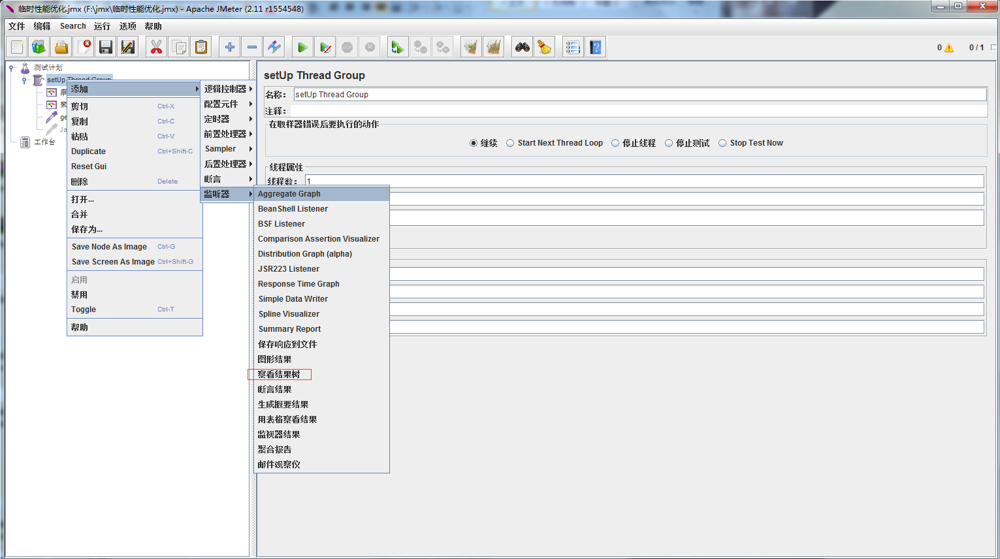 临时性能优化.jmx (F:\jmx\临时性能优化.jmx) - Apache JMeter (2.11 r1554548)
文件 编辑 Search 运行 选项 帮助
0 0 / 1
测试计划
setUp Thread Group
察
察
ge
Ja
工作台
添加
剪切 Ctrl-X
复制 Ctrl-C
粘贴 Ctrl-V
Duplicate Ctrl+Shift-C
Reset Gui
删除 Delete
打开...
合并
保存为...
Save Node As Image Ctrl-G
Save Screen As Image Ctrl+Shift-G
启用
禁用
Toggle Ctrl-T
帮助
逻辑控制器
配置元件
定时器
前置处理器
Sampler
后置处理器
断言
监听器
Aggregate Graph
BeanShell Listener
BSF Listener
Comparison Assertion Visualizer
Distribution Graph (alpha)
JSR223 Listener
Response Time Graph
Simple Data Writer
Spline Visualizer
Summary Report
保存响应到文件
图形结果
察看结果树
断言结果
生成概要结果
用表格察看结果
监视器结果
聚合报告
邮件观察仪
setUp Thread Group
名称： setUp Thread Group
注释：
在取样器错误后要执行的动作
继续 Start Next Thread Loop 停止线程 停止测试 Stop Test Now
线程属性
线程数： 1